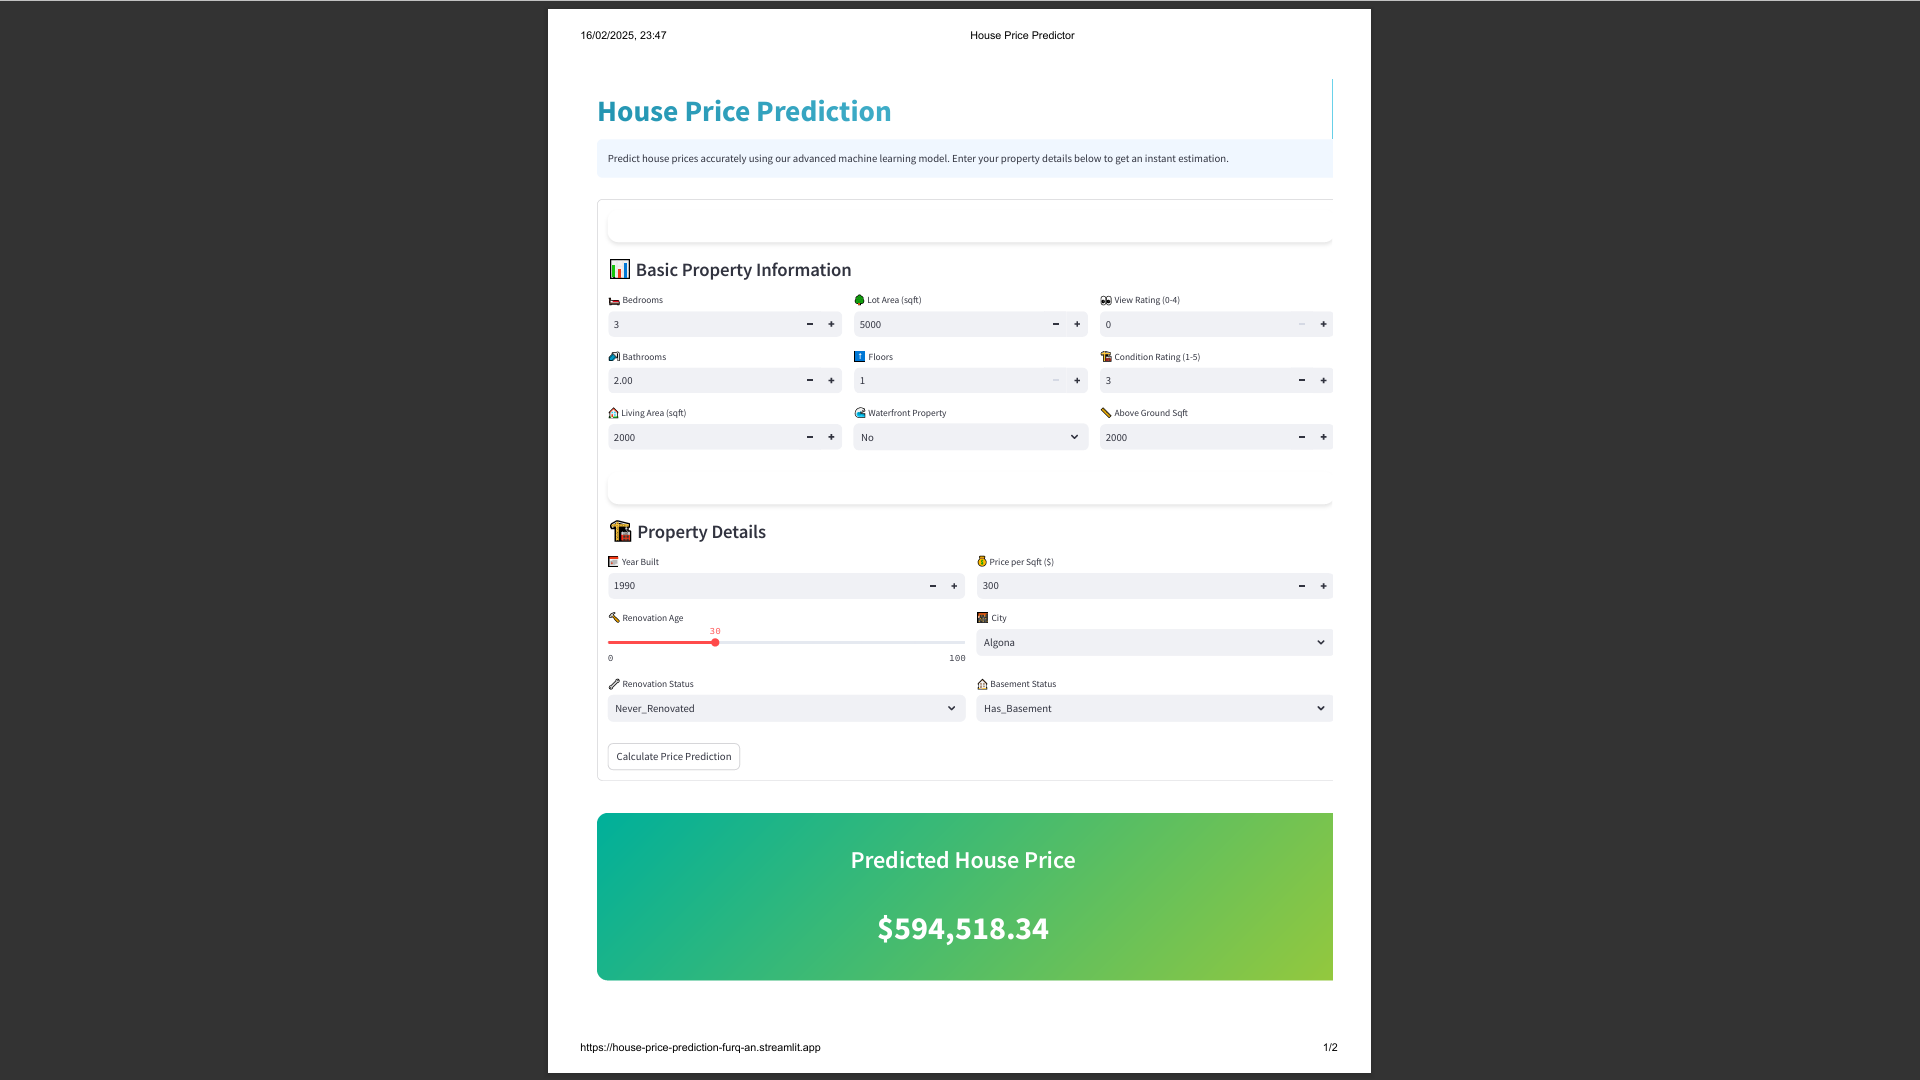 16/02/2025, 23:47 House Price Predictor
House Price Prediction
Predict house prices accurately using our advanced machine learning model. Enter your property details below to get an instant estimation.
Basic Property Information
Bedrooms Lot Area (sqft) View Rating (0-4)
3 5000 0
Bathrooms Floors Condition Rating (1-5)
2.00 1 3
Living Area (sqft) Waterfront Property Above Ground Sqft
2000 No 2000
Property Details
Year Built Price per Sqft ($)
1990 300
Renovation Age City
30
Algona
0 100
Renovation Status Basement Status
Never_Renovated Has_Basement
Calculate Price Prediction
Predicted House Price
$594,518.34
https://house-price-prediction-furq-an.streamlit.app 1/2